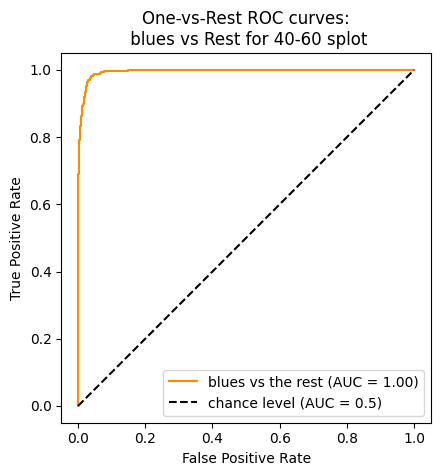 One-vs-Rest ROC curves:
blues vs Rest for 40-60 splot
True Positive Rate
1.0
0.8
0.6
0.4
0.2
0.0
blues vs the rest (AUC = 1.00)
chance level (AUC = 0.5)
0.0 0.2 0.4 0.6 0.8 1.0
False Positive Rate